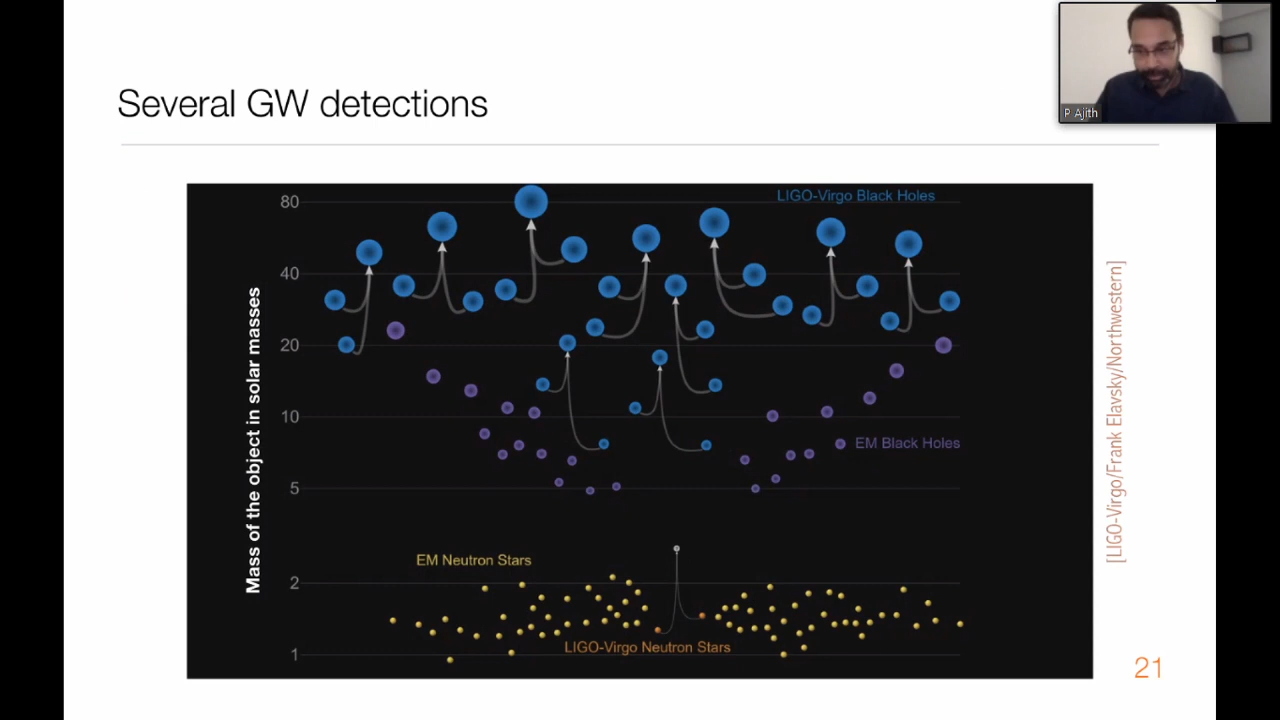 P Ajith
Several GW detections
LIGO-Virgo Black Holes
80
40
20
10
5
2
1
Mass of the object in solar masses
EM Black Holes
EM Neutron Stars
LIGO-Virgo Neutron Stars
[LIGO-Virgo/Frank Elavsky/Northwestern]
21